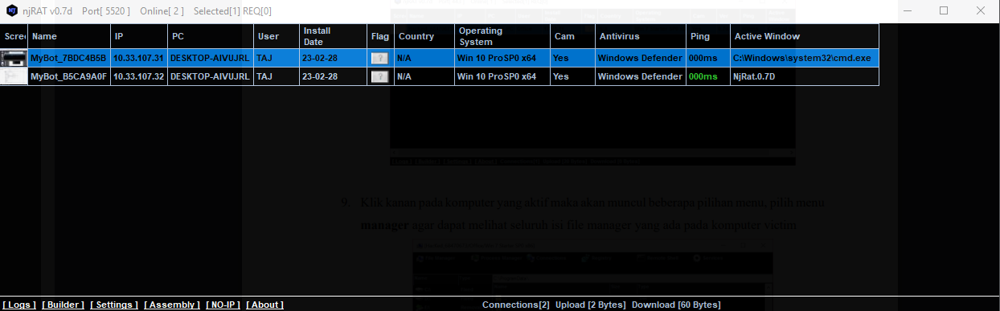 njRAT v0.7d Port[ 5520 ] Online[ 2 ] Selected[1] REQ[0]
Scree Name IP PC User Install Date Flag Country Operating System Cam Antivirus Ping Active Window
MyBot_7BDC4B5B 10.33.107.31 DESKTOP-AIVUJRL TAJ 23-02-28 ? N/A Win 10 ProSP0 x64 Yes Windows Defender 000ms C:\Windows\system32\cmd.exe
MyBot_B5CA9A0F 10.33.107.32 DESKTOP-AIVUJRL TAJ 23-02-28 ? N/A Win 10 ProSP0 x64 Yes Windows Defender 000ms NjRat.0.7D
9. Klik kanan pada komputer yang aktif maka akan muncul beberapa pilihan menu, pilih menu
manager agar dapat melihat seluruh isi file manager yang ada pada komputer victim
[ Logs ] [ Builder ] [ Settings ] [ Assembly ] [ NO-IP ] [ About ] Connections[2] Upload [2 Bytes] Download [60 Bytes]